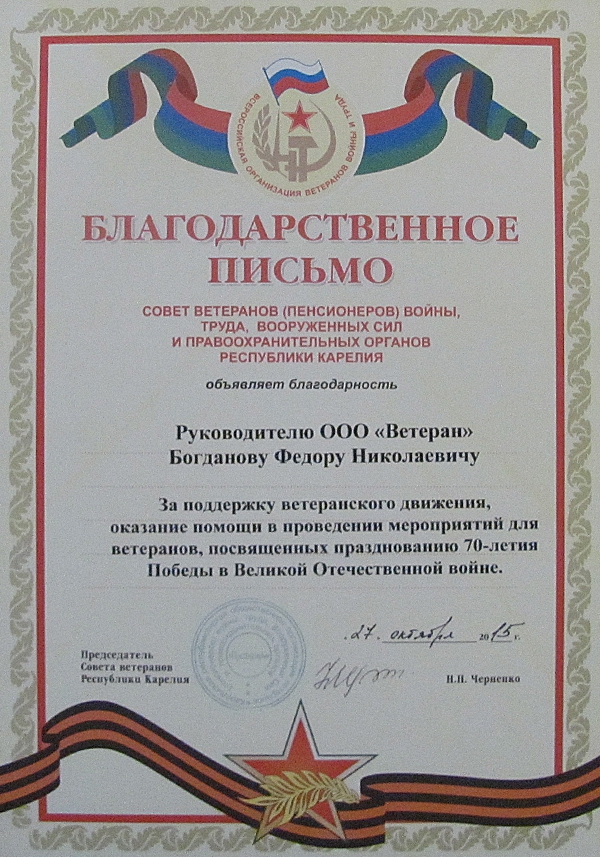 ВСЕРОССИЙСКАЯ ОРГАНИЗАЦИЯ ВЕТЕРАНОВ ВОЙНЫ И ТРУДА
БЛАГОДАРСТВЕННОЕ
ПИСЬМО
СОВЕТ ВЕТЕРАНОВ (ПЕНСИОНЕРОВ) ВОЙНЫ,
ТРУДА, ВООРУЖЕННЫХ СИЛ
И ПРАВООХРАНИТЕЛЬНЫХ ОРГАНОВ
РЕСПУБЛИКИ КАРЕЛИЯ
объявляет благодарность
Руководителю ООО «Ветеран»
Богданову Федору Николаевичу
За поддержку ветеранского движения,
оказание помощи в проведении мероприятий для
ветеранов, посвященных празднованию 70-летия
Победы в Великой Отечественной войне.
27 октября 2015 г.
Председатель
Совета ветеранов
Республики Карелия
Н.П. Черненко